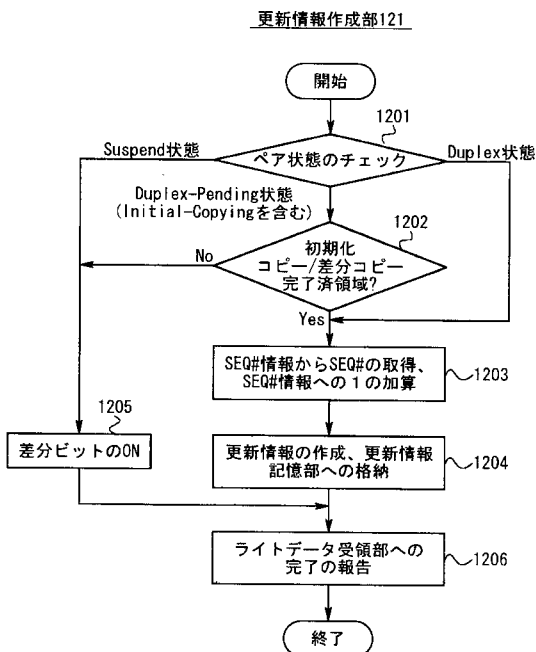 更新情報作成部121
開始
1201
Suspend状態
ペア状態のチェック
Duplex状態
Duplex-Pending状態
(Initial-Copyingを含む)
1202
初期化
コピー/差分コピー
完了済領域?
No
Yes
SEQ#情報からSEQ#の取得、
SEQ#情報への1の加算
1203
1205
差分ビットのON
更新情報の作成、更新情報
記憶部への格納
1204
ライトデータ受領部への
完了の報告
1206
終了